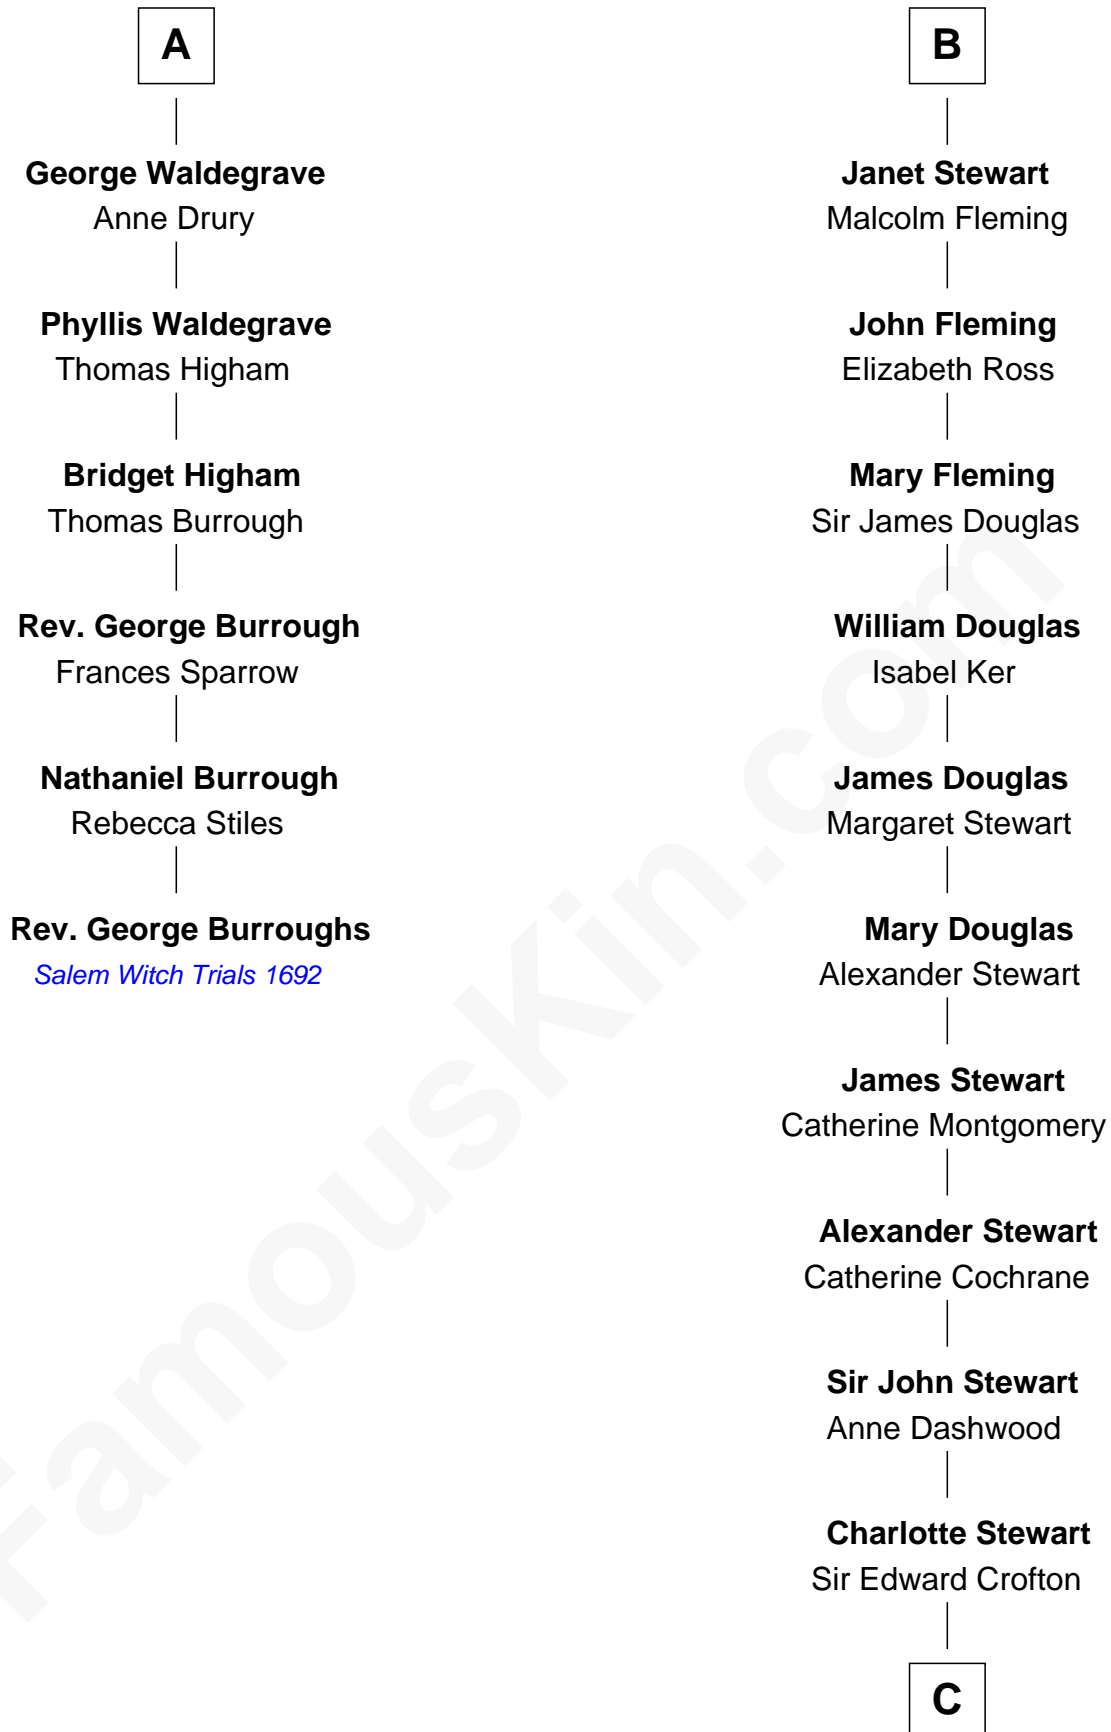 A
George Waldegrave
Anne Drury
Phyllis Waldegrave
Thomas Higham
Bridget Higham
Thomas Burrough
Rev. George Burrough
Frances Sparrow
Nathaniel Burrough
Rebecca Stiles
Rev. George Burroughs
Salem Witch Trials 1692
B
Janet Stewart
Malcolm Fleming
John Fleming
Elizabeth Ross
Mary Fleming
Sir James Douglas
William Douglas
Isabel Ker
James Douglas
Margaret Stewart
Mary Douglas
Alexander Stewart
James Stewart
Catherine Montgomery
Alexander Stewart
Catherine Cochrane
Sir John Stewart
Anne Dashwood
Charlotte Stewart
Sir Edward Crofton
C
FamousKin.com